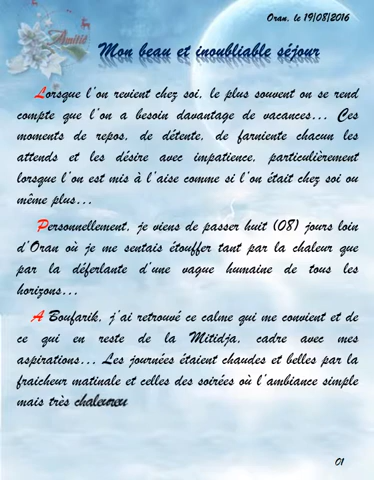 Oran. le 19/08/2016
Amitié
Mon beau et inoubliable séjour
Lorsque l'on revient chez soi, le plus souvent on se rend
compte que l'on a besoin davantage de vacances... Ces
moments de repos, de détente, de farniente chacun les
attends et les désire avec impatience, particulièrement
lorsque l'on est mis à l'aise comme si l'on était chez soi ou
même plus...
Personnellement, je viens de passer huit (08) jours loin
d'Oran où je me sentais étouffer tant par la chaleur que
par la déferlante d'une vague humaine de tous les
horizons...
A Boufarik, j'ai retrouvé ce calme qui me convient et de
ce qui en reste de la Mitidja, cadre avec mes
aspirations... Les journées étaient chaudes et belles par la
fraicheur matinale et celles des soirées où l'ambiance simple
mais très chaleureu
01